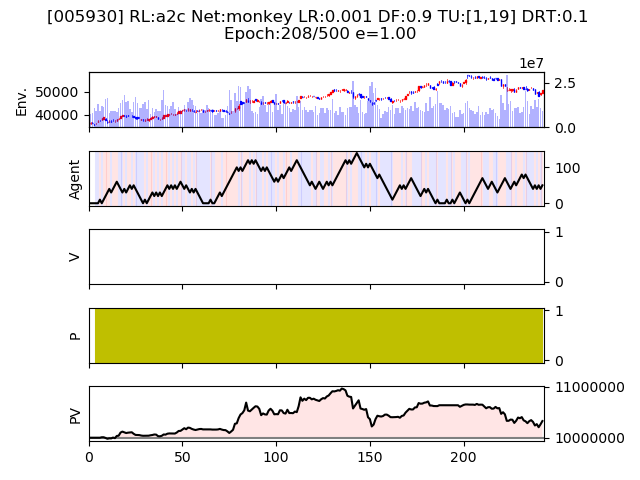 [005930] RL:a2c Net:monkey LR:0.001 DF:0.9 TU:[1,19] DRT:0.1
Epoch:208/500 e=1.00
1e7
Env.
50000
40000
2.5
0.0
Agent
100
0
V
1
0
P
1
0
PV
11000000
10000000
0 50 100 150 200